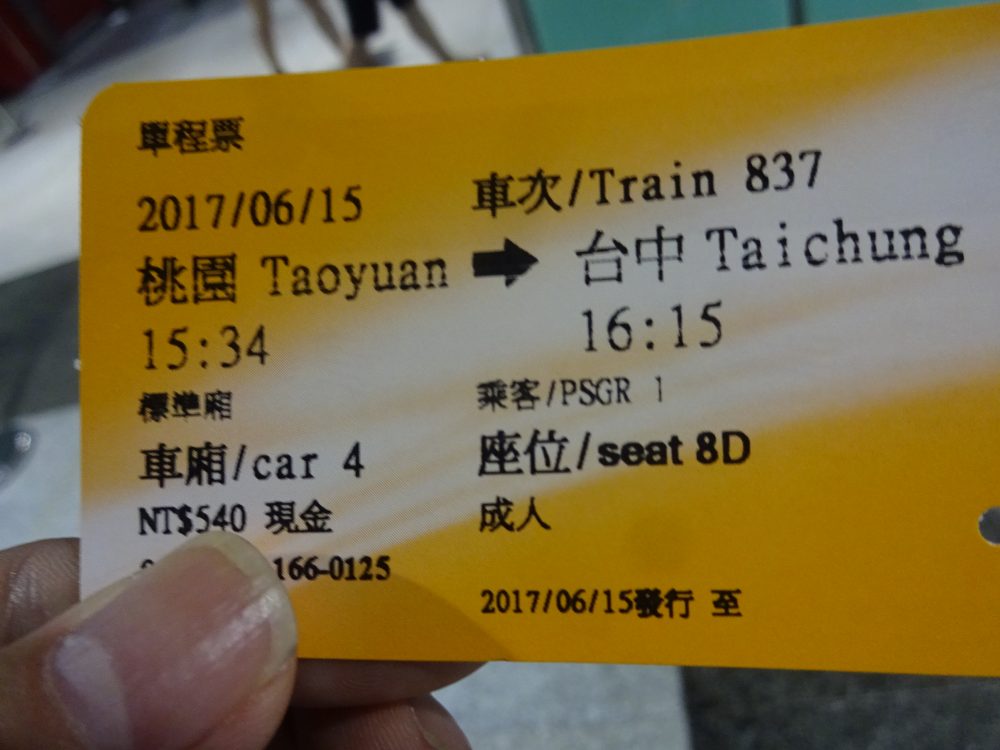 單程票
2017/06/15 車次/Train 837
桃園 Taoyuan ➡ 台中 Taichung
15:34 16:15
標準廂 乘客/PSGR 1
車廂/car 4 座位/seat 8D
NT$540 現金 成人
166-0125
2017/06/15發行 至